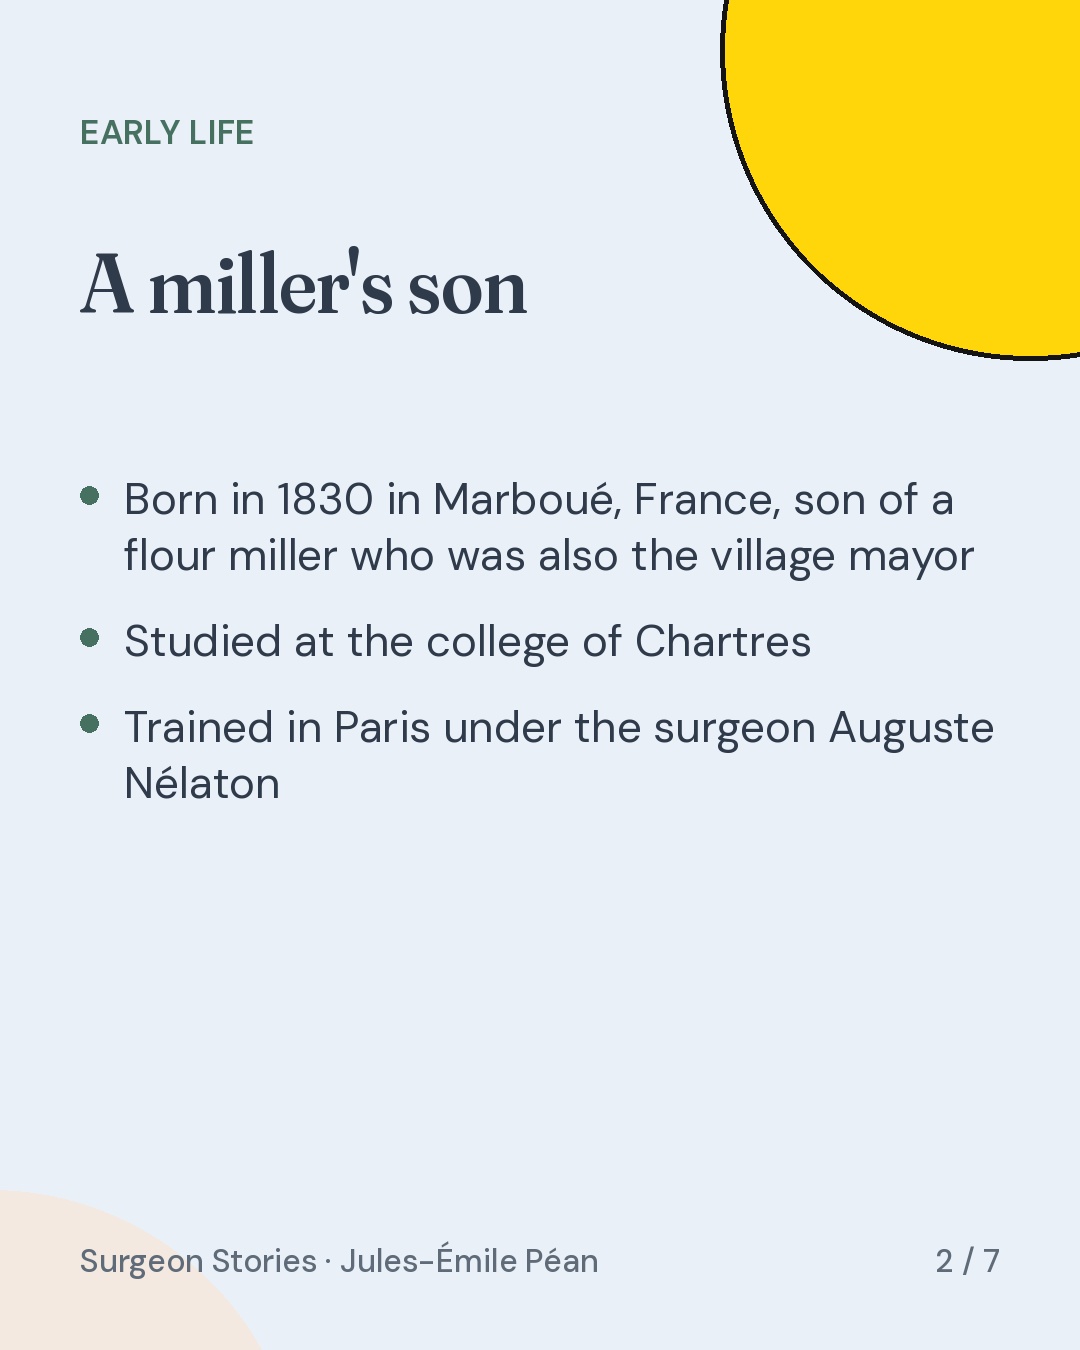 EARLY LIFE
A miller's son
Born in 1830 in Marboué, France, son of a
flour miller who was also the village mayor
Studied at the college of Chartres
Trained in Paris under the surgeon Auguste
Nélaton
Surgeon Stories · Jules-Émile Péan
2 / 7